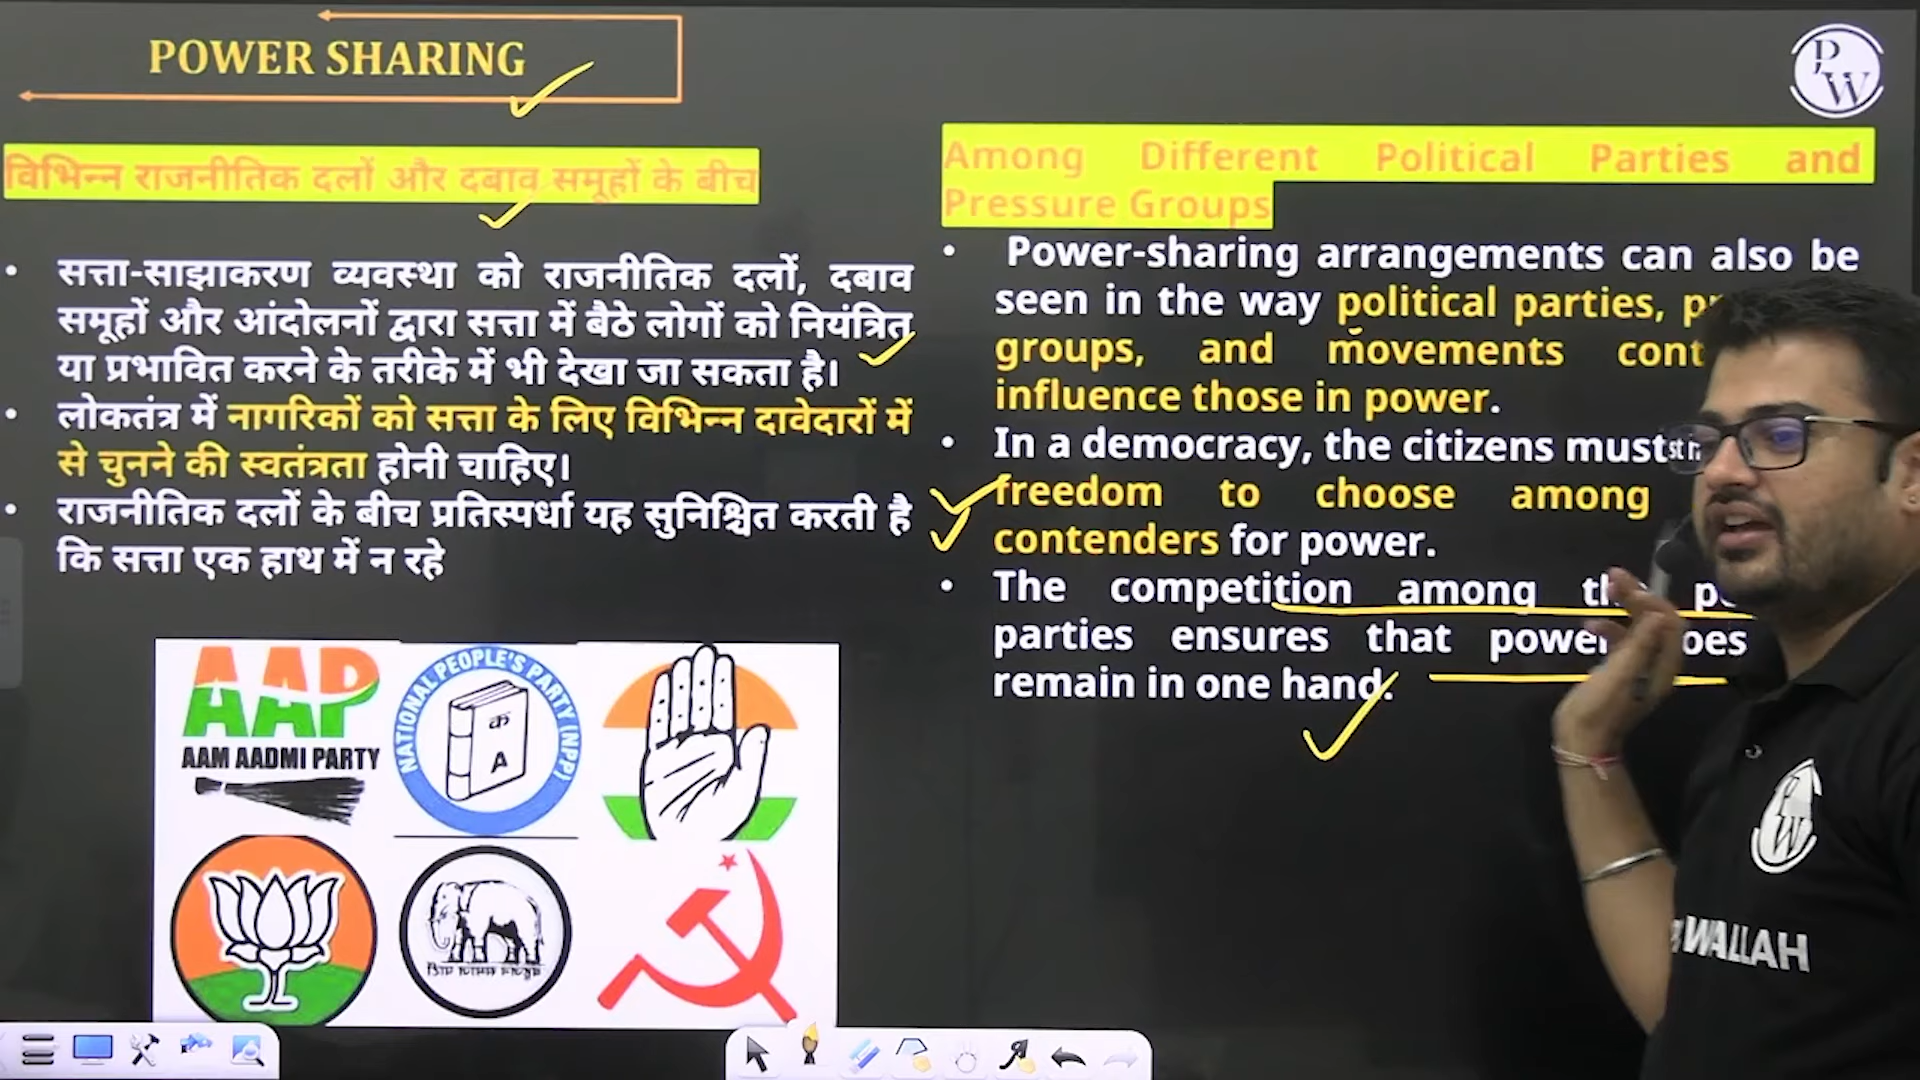 POWER SHARING
PW
विभिन्न राजनीतिक दलों और दबाव समूहों के बीच
सत्ता-साझाकरण व्यवस्था को राजनीतिक दलों, दबाव
समूहों और आंदोलनों द्वारा सत्ता में बैठे लोगों को नियंत्रित
या प्रभावित करने के तरीके में भी देखा जा सकता है।
लोकतंत्र में नागरिकों को सत्ता के लिए विभिन्न दावेदारों में
से चुनने की स्वतंत्रता होनी चाहिए।
राजनीतिक दलों के बीच प्रतिस्पर्धा यह सुनिश्चित करती है
कि सत्ता एक हाथ में न रहे
AAP
AAM AADMI PARTY
NATIONAL PEOPLE'S PARTY (NPP)
क
A
Among Different Political Parties and
Pressure Groups
Power-sharing arrangements can also be
seen in the way political parties,
groups, and movements
influence those in power.
In a democracy, the citizens must
freedom to choose among
contenders for power.
The competition among
parties ensures that power
remain in one hand.
PW
WALLAH